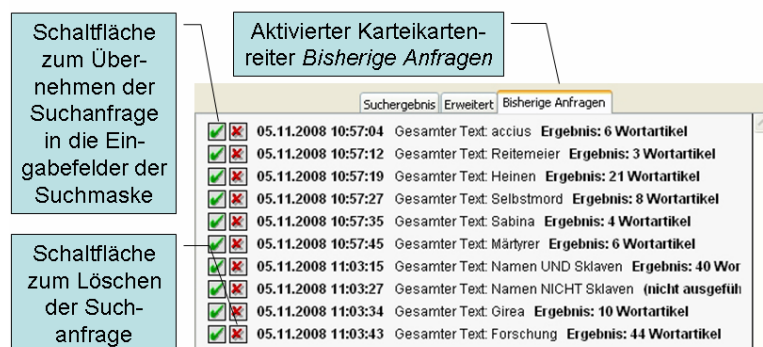 Schaltfläche
zum Über-
nehmen der
Suchanfrage
in die Ein-
gabefelder der
Suchmaske
Aktivierter Karteikarten-
reiter Bisherige Anfragen
Suchergebnis Erweitert Bisherige Anfragen
05.11.2008 10:57:04 Gesamter Text: accius Ergebnis: 6 Wortartikel
05.11.2008 10:57:12 Gesamter Text: Reitemeier Ergebnis: 3 Wortartikel
05.11.2008 10:57:19 Gesamter Text: Heinen Ergebnis: 21 Wortartikel
05.11.2008 10:57:27 Gesamter Text: Selbstmord Ergebnis: 8 Wortartikel
05.11.2008 10:57:35 Gesamter Text: Sabina Ergebnis: 4 Wortartikel
05.11.2008 10:57:45 Gesamter Text: Märtyrer Ergebnis: 6 Wortartikel
05.11.2008 11:03:15 Gesamter Text: Namen UND Sklaven Ergebnis: 40 Wor
05.11.2008 11:03:27 Gesamter Text: Namen NICHT Sklaven (nicht ausgefüh
05.11.2008 11:03:34 Gesamter Text: Girea Ergebnis: 10 Wortartikel
05.11.2008 11:03:43 Gesamter Text: Forschung Ergebnis: 44 Wortartikel
Schaltfläche
zum Löschen
der Such-
anfrage